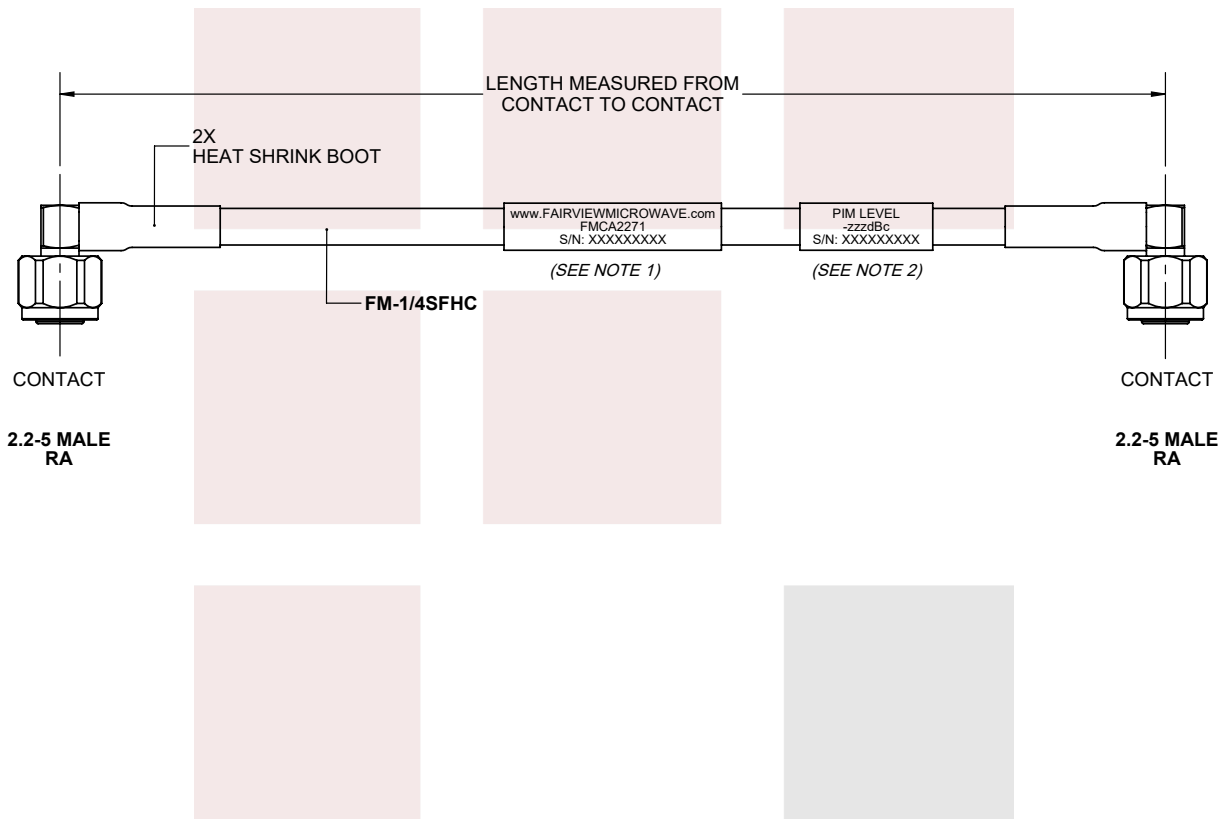 LENGTH MEASURED FROM
CONTACT TO CONTACT
2X
HEAT SHRINK BOOT
www.FAIRVIEWMICROWAVE.com
FMCA2271
S/N: XXXXXXXXX
PIM LEVEL
-zzzdBc
S/N: XXXXXXXXX
(SEE NOTE 1)
(SEE NOTE 2)
FM-1/4SFHC
CONTACT
CONTACT
2.2-5 MALE
RA
2.2-5 MALE
RA